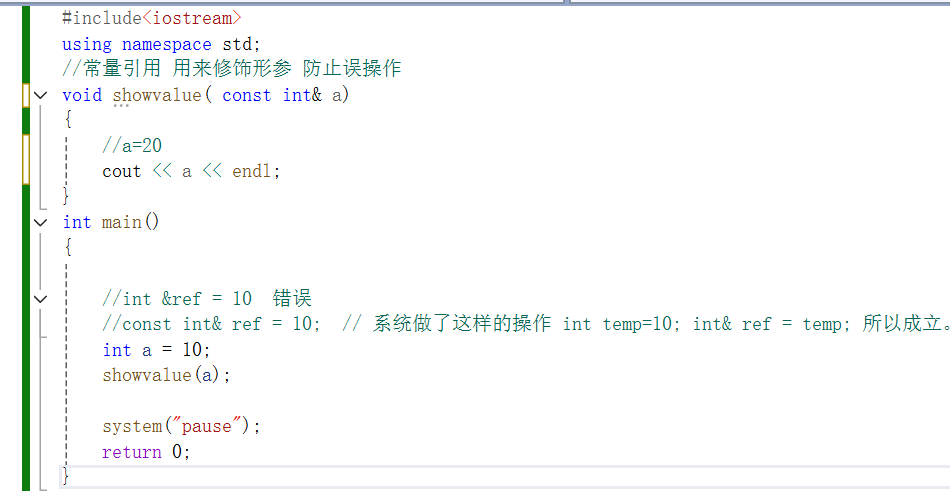 #include<iostream>
using namespace std;
//常量引用 用来修饰形参 防止误操作
void showvalue( const int& a)
{
//a=20
cout << a << endl;
}
int main()
{
//int &ref = 10  错误
//const int& ref = 10;  // 系统做了这样的操作 int temp=10; int& ref = temp; 所以成立。
int a = 10;
showvalue(a);
system("pause");
return 0;
}